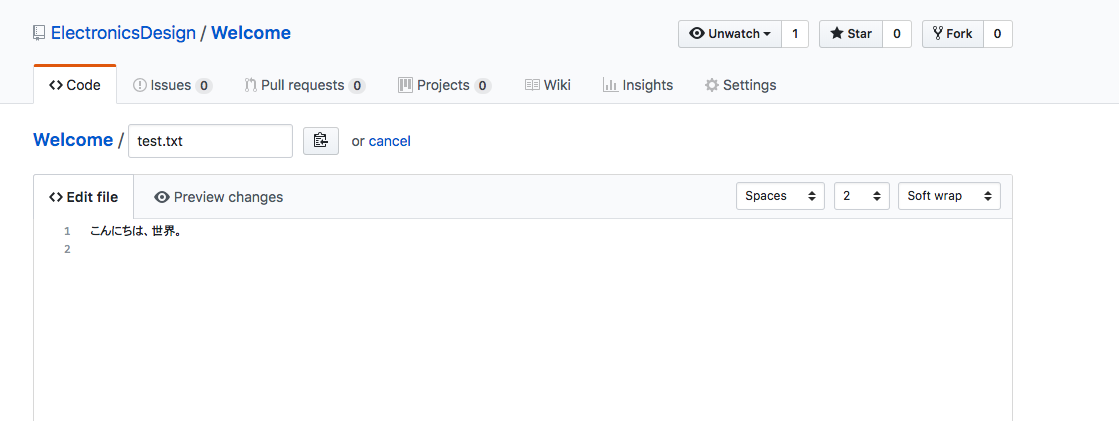 ElectronicsDesign / Welcome
Unwatch 1 Star 0 Fork 0
Code Issues 0 Pull requests 0 Projects 0 Wiki Insights Settings
Welcome / test.txt or cancel
Edit file Preview changes Spaces 2 Soft wrap
1 こんにちは、世界。
2